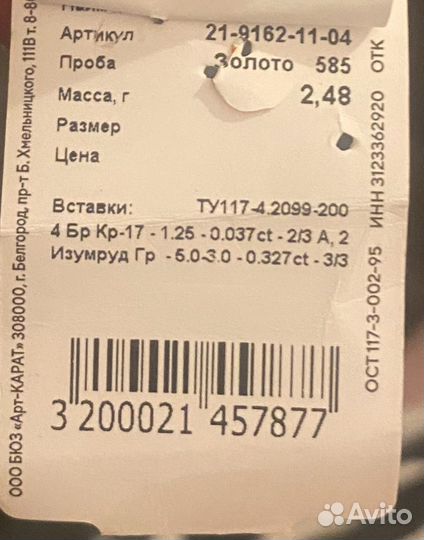 Артикул 21-9162-11-04
Проба Золото 585
Масса, г 2,48
Размер
Цена
Вставки: ТУ117-4.2099-200
4 Бр Кр-17 - 1.25 - 0.037ct - 2/3 А, 2
Изумруд Гр - 5.0-3.0 - 0.327ct - 3/3
3 200021 457877
ООО БЮЗ «Арт-КАРАТ» 308000, г. Белгород, пр-т Б. Хмельницкого, 111В т. 8-8
ОСТ 117-3-002-95 ИНН 3123362920 ОТК
Avito